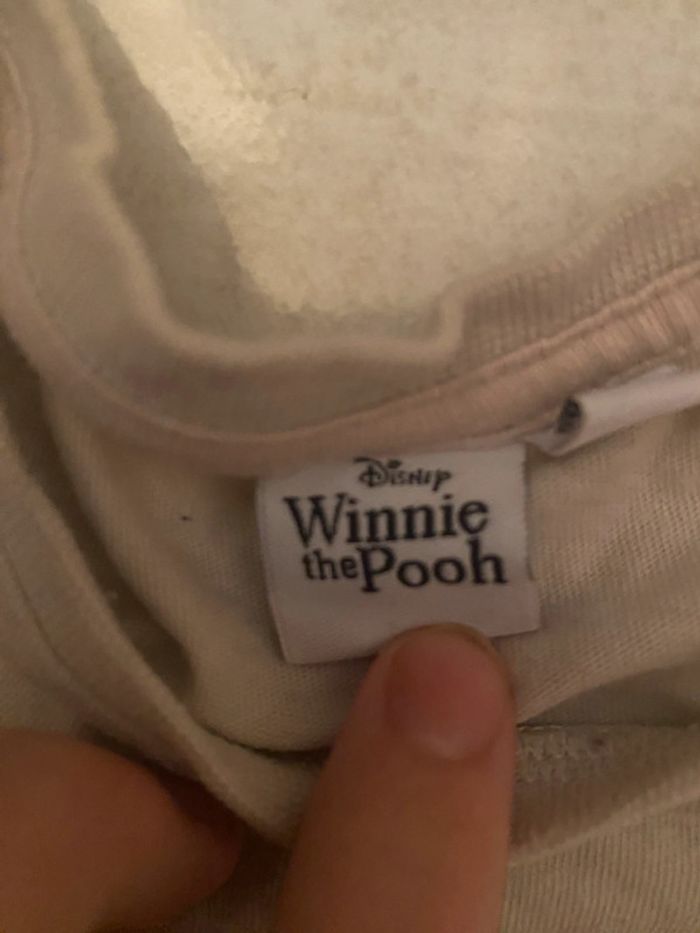 Disney
Winnie
the Pooh